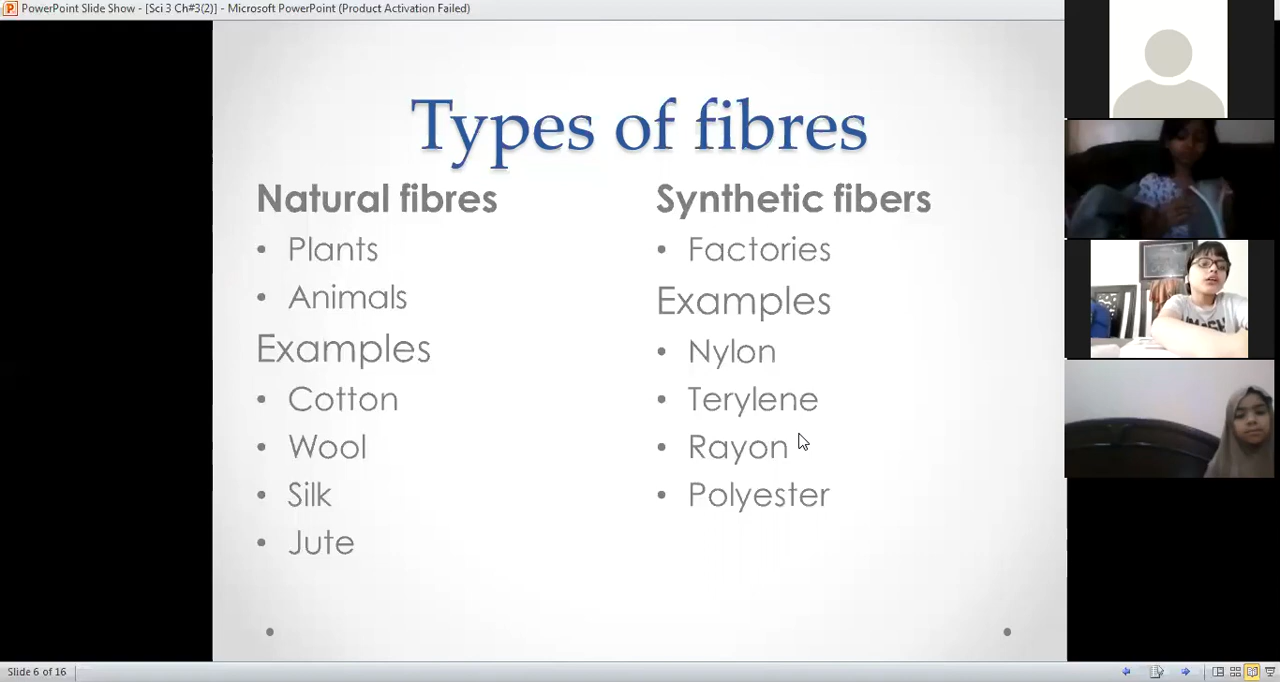 PowerPoint Slide Show - [Sci 3 Ch#3(2)] - Microsoft PowerPoint (Product Activation Failed)
Types of fibres
Natural fibres
• Plants
• Animals
Examples
• Cotton
• Wool
• Silk
• Jute
Synthetic fibers
• Factories
Examples
• Nylon
• Terylene
• Rayon
• Polyester
Slide 6 of 16